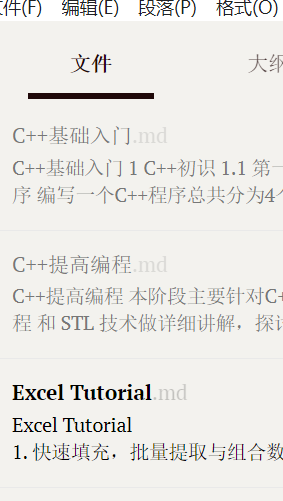 件(F) 编辑(E) 段落(P) 格式(O)
文件 大纲
C++基础入门.md
C++基础入门 1 C++初识 1.1 第一
序 编写一个C++程序总共分为4个
C++提高编程.md
C++提高编程 本阶段主要针对C+
程 和 STL 技术做详细讲解，探讨
Excel Tutorial.md
Excel Tutorial
1. 快速填充，批量提取与组合数